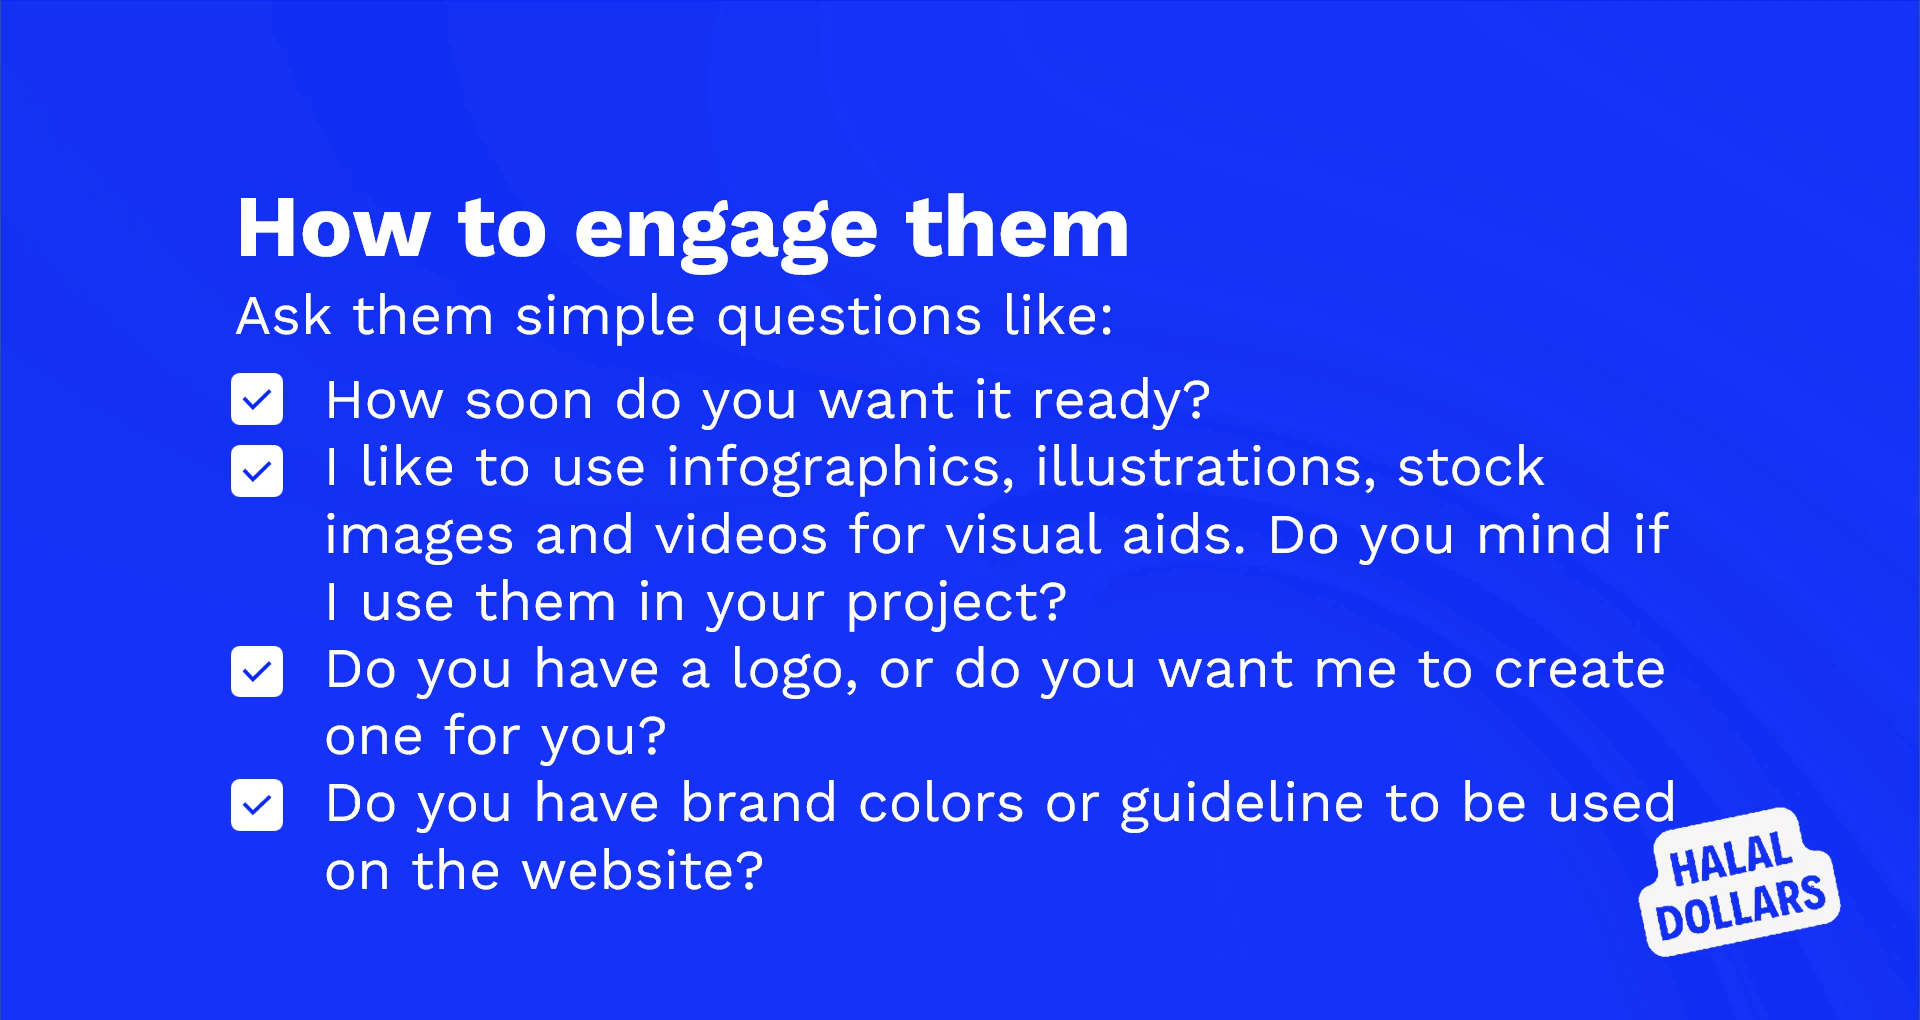 How to engage them
Ask them simple questions like:
How soon do you want it ready?
I like to use infographics, illustrations, stock
images and videos for visual aids. Do you mind if
I use them in your project?
Do you have a logo, or do you want me to create
one for you?
Do you have brand colors or guideline to be used
on the website?
HALAL
DOLLARS